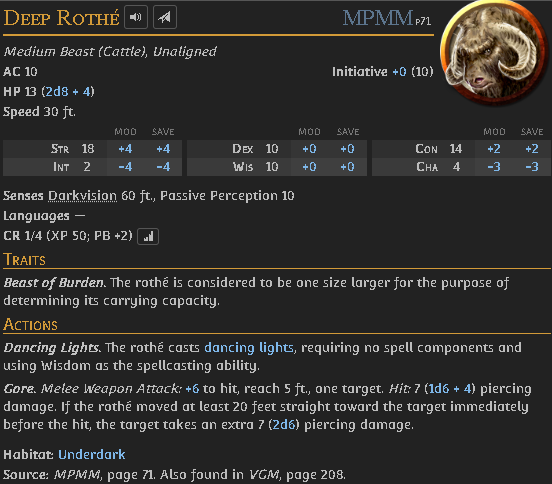 Deep Rothé MPMM p71
Medium Beast (Cattle), Unaligned
AC 10 Initiative +0 (10)
HP 13 (2d8 + 4)
Speed 30 ft.
MOD SAVE MOD SAVE MOD SAVE
Str 18 +4 +4 Dex 10 +0 +0 Con 14 +2 +2
Int 2 −4 −4 Wis 10 +0 +0 Cha 4 −3 −3
Senses Darkvision 60 ft., Passive Perception 10
Languages —
CR 1/4 (XP 50; PB +2)
Traits
Beast of Burden. The rothé is considered to be one size larger for the purpose of
determining its carrying capacity.
Actions
Dancing Lights. The rothé casts dancing lights, requiring no spell components and
using Wisdom as the spellcasting ability.
Gore. Melee Weapon Attack: +6 to hit, reach 5 ft., one target. Hit: 7 (1d6 + 4) piercing
damage. If the rothé moved at least 20 feet straight toward the target immediately
before the hit, the target takes an extra 7 (2d6) piercing damage.
Habitat: Underdark
Source: MPMM, page 71. Also found in VGM, page 208.